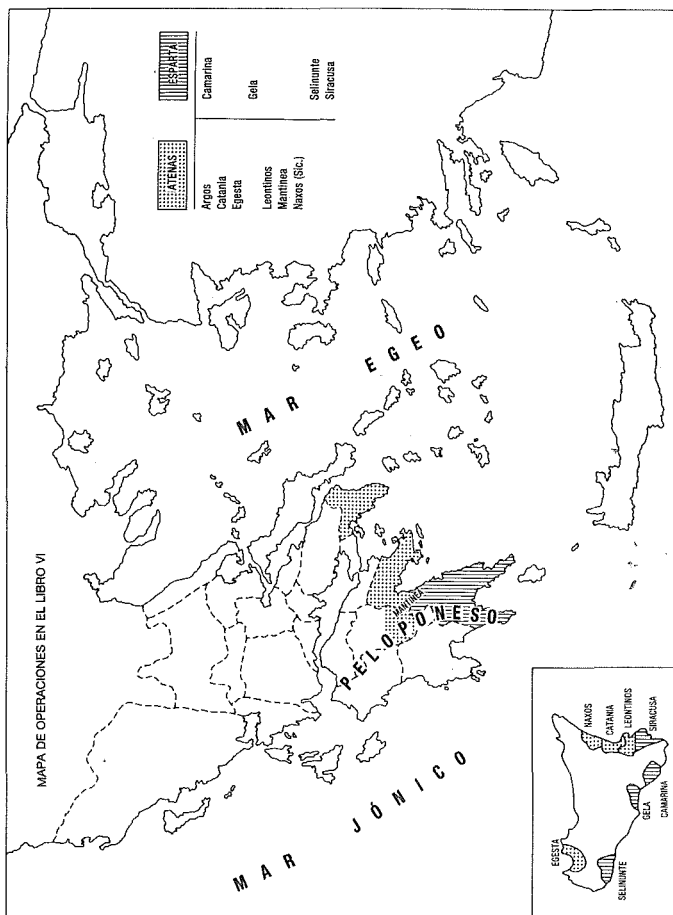 MAPA DE OPERACIONES EN EL LIBRO VI
ATENAS
Argos
Catania
Egesta
Leontinos
Mantinea
Naxos (Sic.)
ESPARTA
Camarina
Gela
Selinunte
Siracusa
MAR EGEO
MANTINEA
PELOPONESO
MAR JÓNICO
EGESTA
SELINUNTE
NAXOS
CATANIA
LEONTINOS
SIRACUSA
GELA
CAMARINA